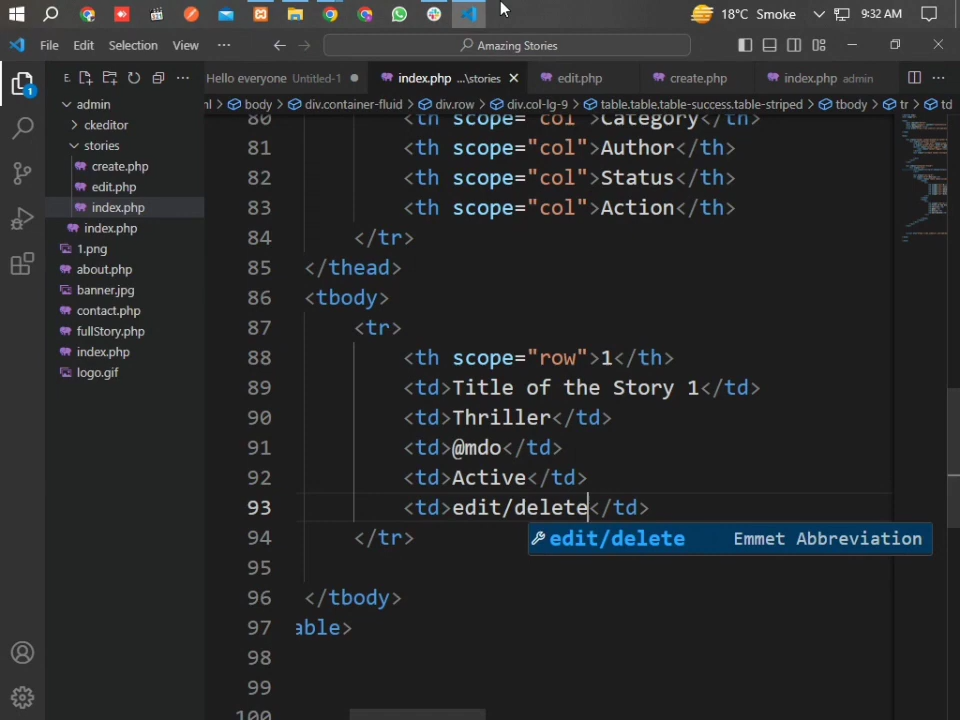 18°C Smoke
9:32 AM
File Edit Selection View ...
Amazing Stories
E.
Hello everyone Untitled-1
index.php ...\stories
edit.php
create.php
index.php admin
body > div.container-fluid > div.row > div.col-lg-9 > table.table.table-success.table-striped > tbody > tr > td
admin
ckeditor
stories
create.php
edit.php
index.php
index.php
1.png
about.php
banner.jpg
contact.php
fullStory.php
index.php
logo.gif
1
80 <th scope="col">Category</th>
81 <th scope="col">Author</th>
82 <th scope="col">Status</th>
83 <th scope="col">Action</th>
84 </tr>
85 </thead>
86 <tbody>
87 <tr>
88 <th scope="row">1</th>
89 <td>Title of the Story 1</td>
90 <td>Thriller</td>
91 <td>@mdo</td>
92 <td>Active</td>
93 <td>edit/delete</td>
edit/delete Emmet Abbreviation
94 </tr>
95
96 </tbody>
97 able>
98
99
100